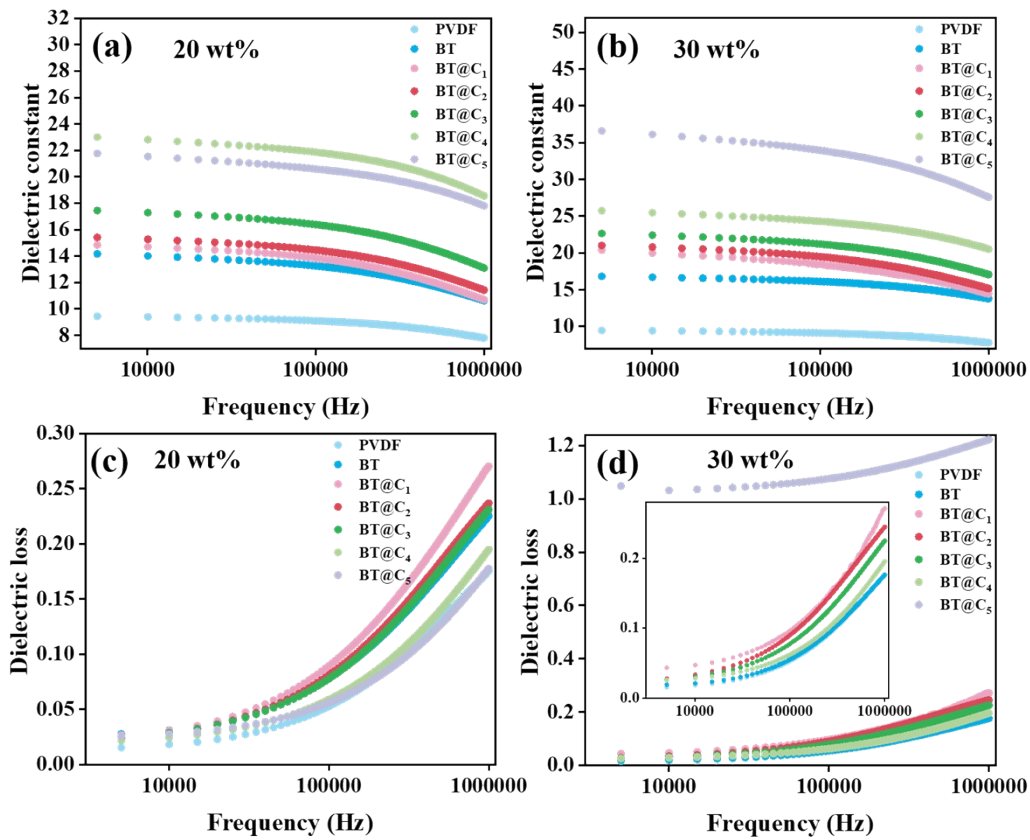 (a) 20 wt%
32
30
28
26
24
22
20
18
16
14
12
10
8
Dielectric constant
PVDF
BT
BT@C₁
BT@C₂
BT@C₃
BT@C₄
BT@C₅
10000 100000 1000000
Frequency (Hz)
(b) 30 wt%
50
45
40
35
30
25
20
15
10
Dielectric constant
PVDF
BT
BT@C₁
BT@C₂
BT@C₃
BT@C₄
BT@C₅
10000 100000 1000000
Frequency (Hz)
(c) 20 wt%
0.30
0.25
0.20
0.15
0.10
0.05
0.00
Dielectric loss
PVDF
BT
BT@C₁
BT@C₂
BT@C₃
BT@C₄
BT@C₅
10000 100000 1000000
Frequency (Hz)
(d) 30 wt%
1.2
1.0
0.8
0.6
0.4
0.2
0.0
Dielectric loss
PVDF
BT
BT@C₁
BT@C₂
BT@C₃
BT@C₄
BT@C₅
0.2
0.1
0.0
10000 100000 1000000
10000 100000 1000000
Frequency (Hz)